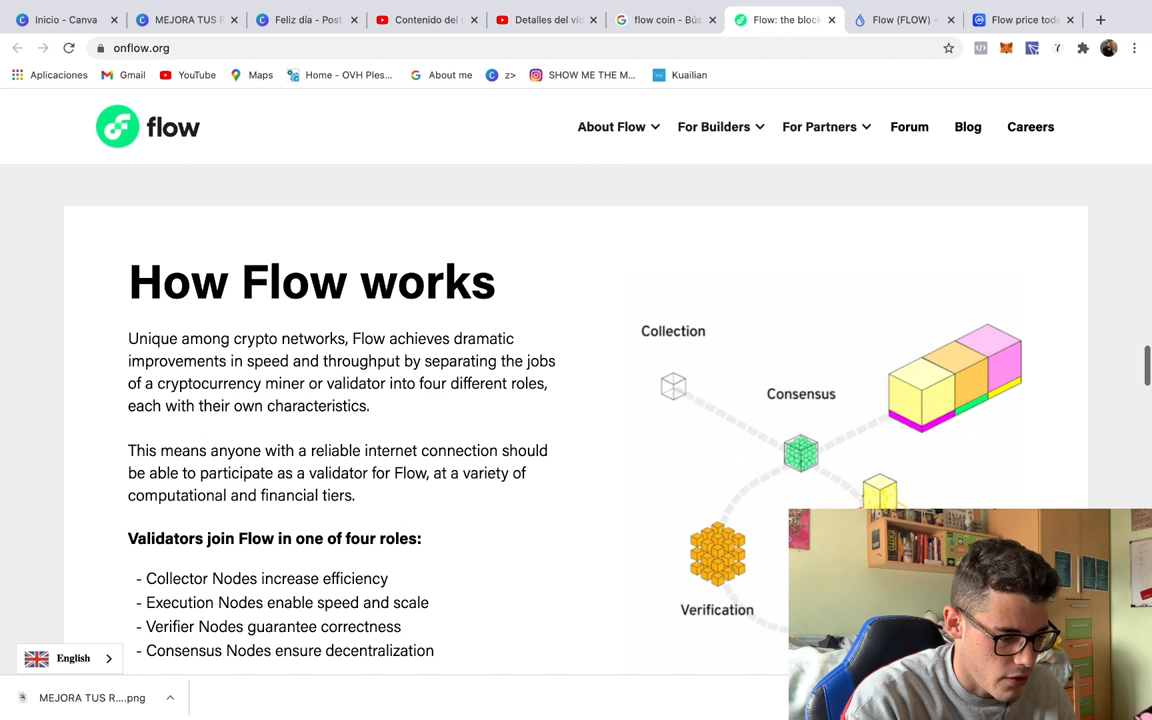 Inicio - Canva
MEJORA TUS R
Feliz día - Post
Contenido del c
Detalles del víd
flow coin - Bús
Flow: the block
Flow (FLOW) -
Flow price toda
onflow.org
Aplicaciones
Gmail
YouTube
Maps
Home - OVH Ples...
About me
z>
SHOW ME THE M...
Kuailian
flow
About Flow
For Builders
For Partners
Forum
Blog
Careers
How Flow works
Unique among crypto networks, Flow achieves dramatic
improvements in speed and throughput by separating the jobs
of a cryptocurrency miner or validator into four different roles,
each with their own characteristics.
This means anyone with a reliable internet connection should
be able to participate as a validator for Flow, at a variety of
computational and financial tiers.
Validators join Flow in one of four roles:
- Collector Nodes increase efficiency
- Execution Nodes enable speed and scale
- Verifier Nodes guarantee correctness
- Consensus Nodes ensure decentralization
Collection
Consensus
Verification
English
MEJORA TUS R....png